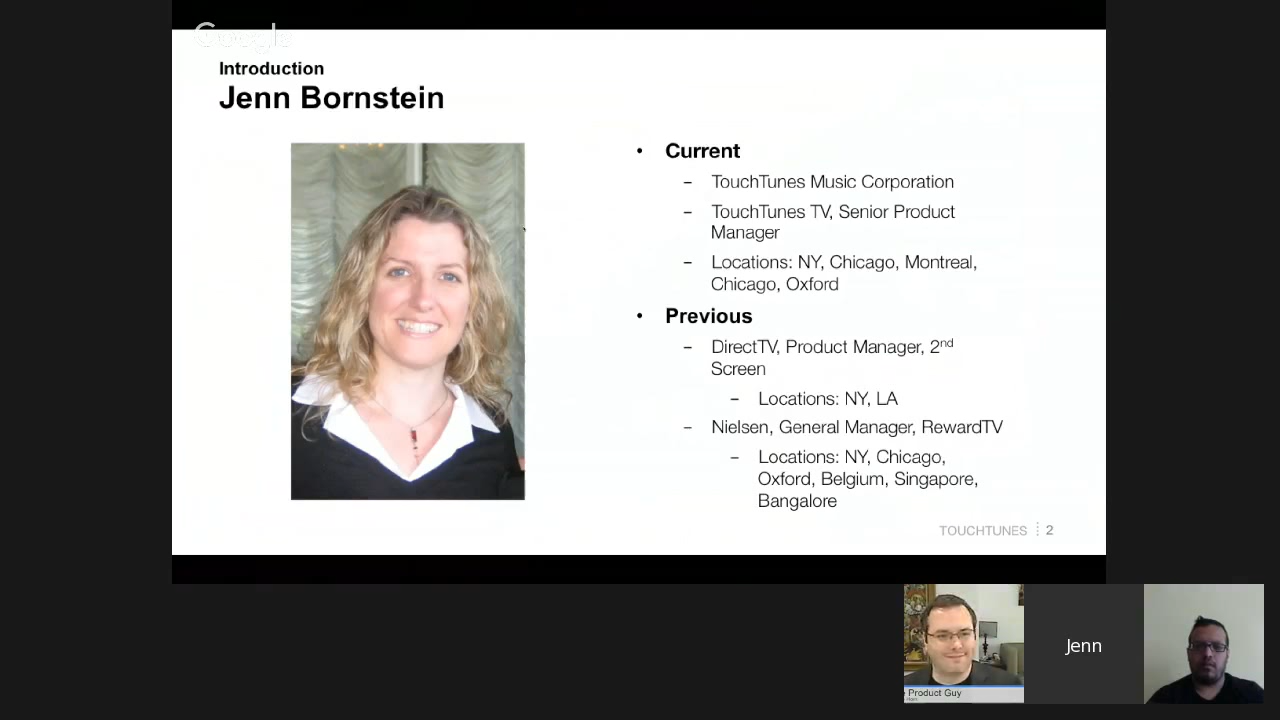 Google
Introduction
Jenn Bornstein
• Current
– TouchTunes Music Corporation
– TouchTunes TV, Senior Product
Manager
– Locations: NY, Chicago, Montreal,
Chicago, Oxford
• Previous
– DirectTV, Product Manager, 2nd
Screen
– Locations: NY, LA
– Nielsen, General Manager, RewardTV
– Locations: NY, Chicago,
Oxford, Belgium, Singapore,
Bangalore
TOUCHTUNES 2
Product Guy
Jenn